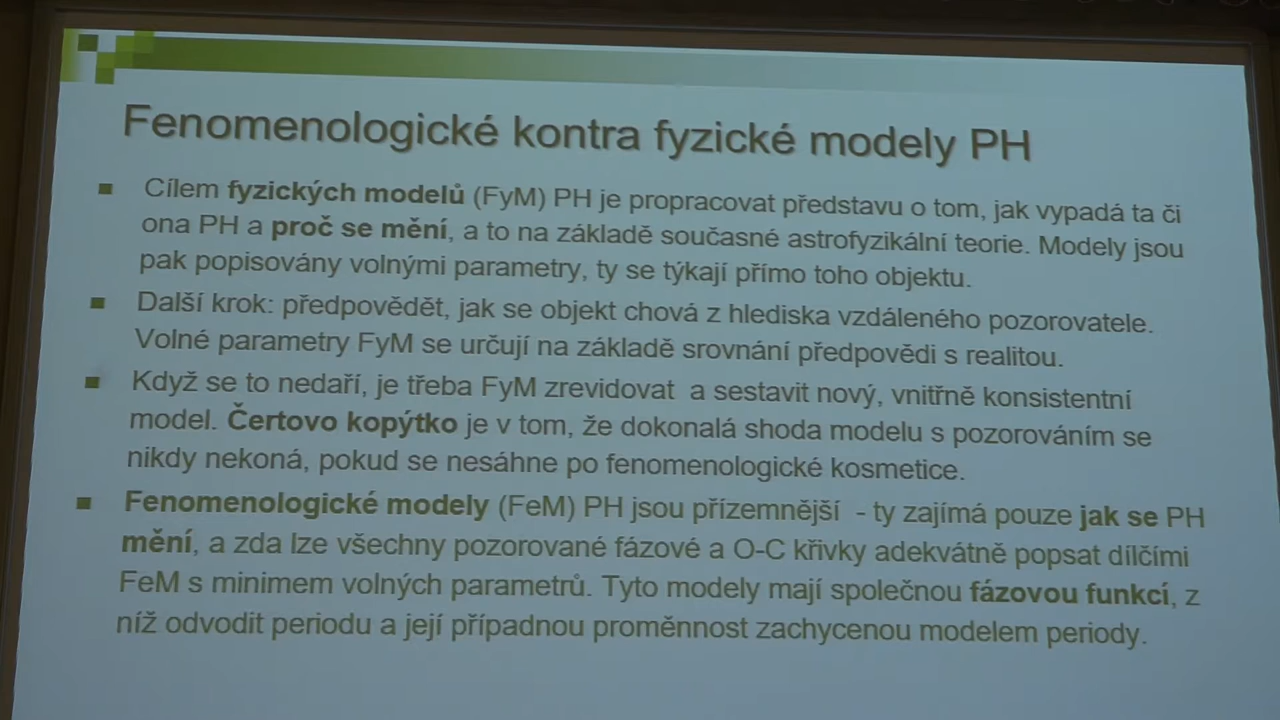 Fenomenologické kontra fyzické modely PH
Cílem fyzických modelů (FyM) PH je propracovat představu o tom, jak vypadá ta či
ona PH a proč se mění, a to na základě současné astrofyzikální teorie. Modely jsou
pak popisovány volnými parametry, ty se týkají přímo toho objektu.
Další krok: předpovědět, jak se objekt chová z hlediska vzdáleného pozorovatele.
Volné parametry FyM se určují na základě srovnání předpovědi s realitou.
Když se to nedaří, je třeba FyM zrevidovat a sestavit nový, vnitřně konsistentní
model. Čertovo kopýtko je v tom, že dokonalá shoda modelu s pozorováním se
nikdy nekoná, pokud se nesáhne po fenomenologické kosmetice.
Fenomenologické modely (FeM) PH jsou přízemnější - ty zajímá pouze jak se PH
mění, a zda lze všechny pozorované fázové a O-C křivky adekvátně popsat dílčími
FeM s minimem volných parametrů. Tyto modely mají společnou fázovou funkcí, z
níž odvodit periodu a její případnou proměnnost zachycenou modelem periody.